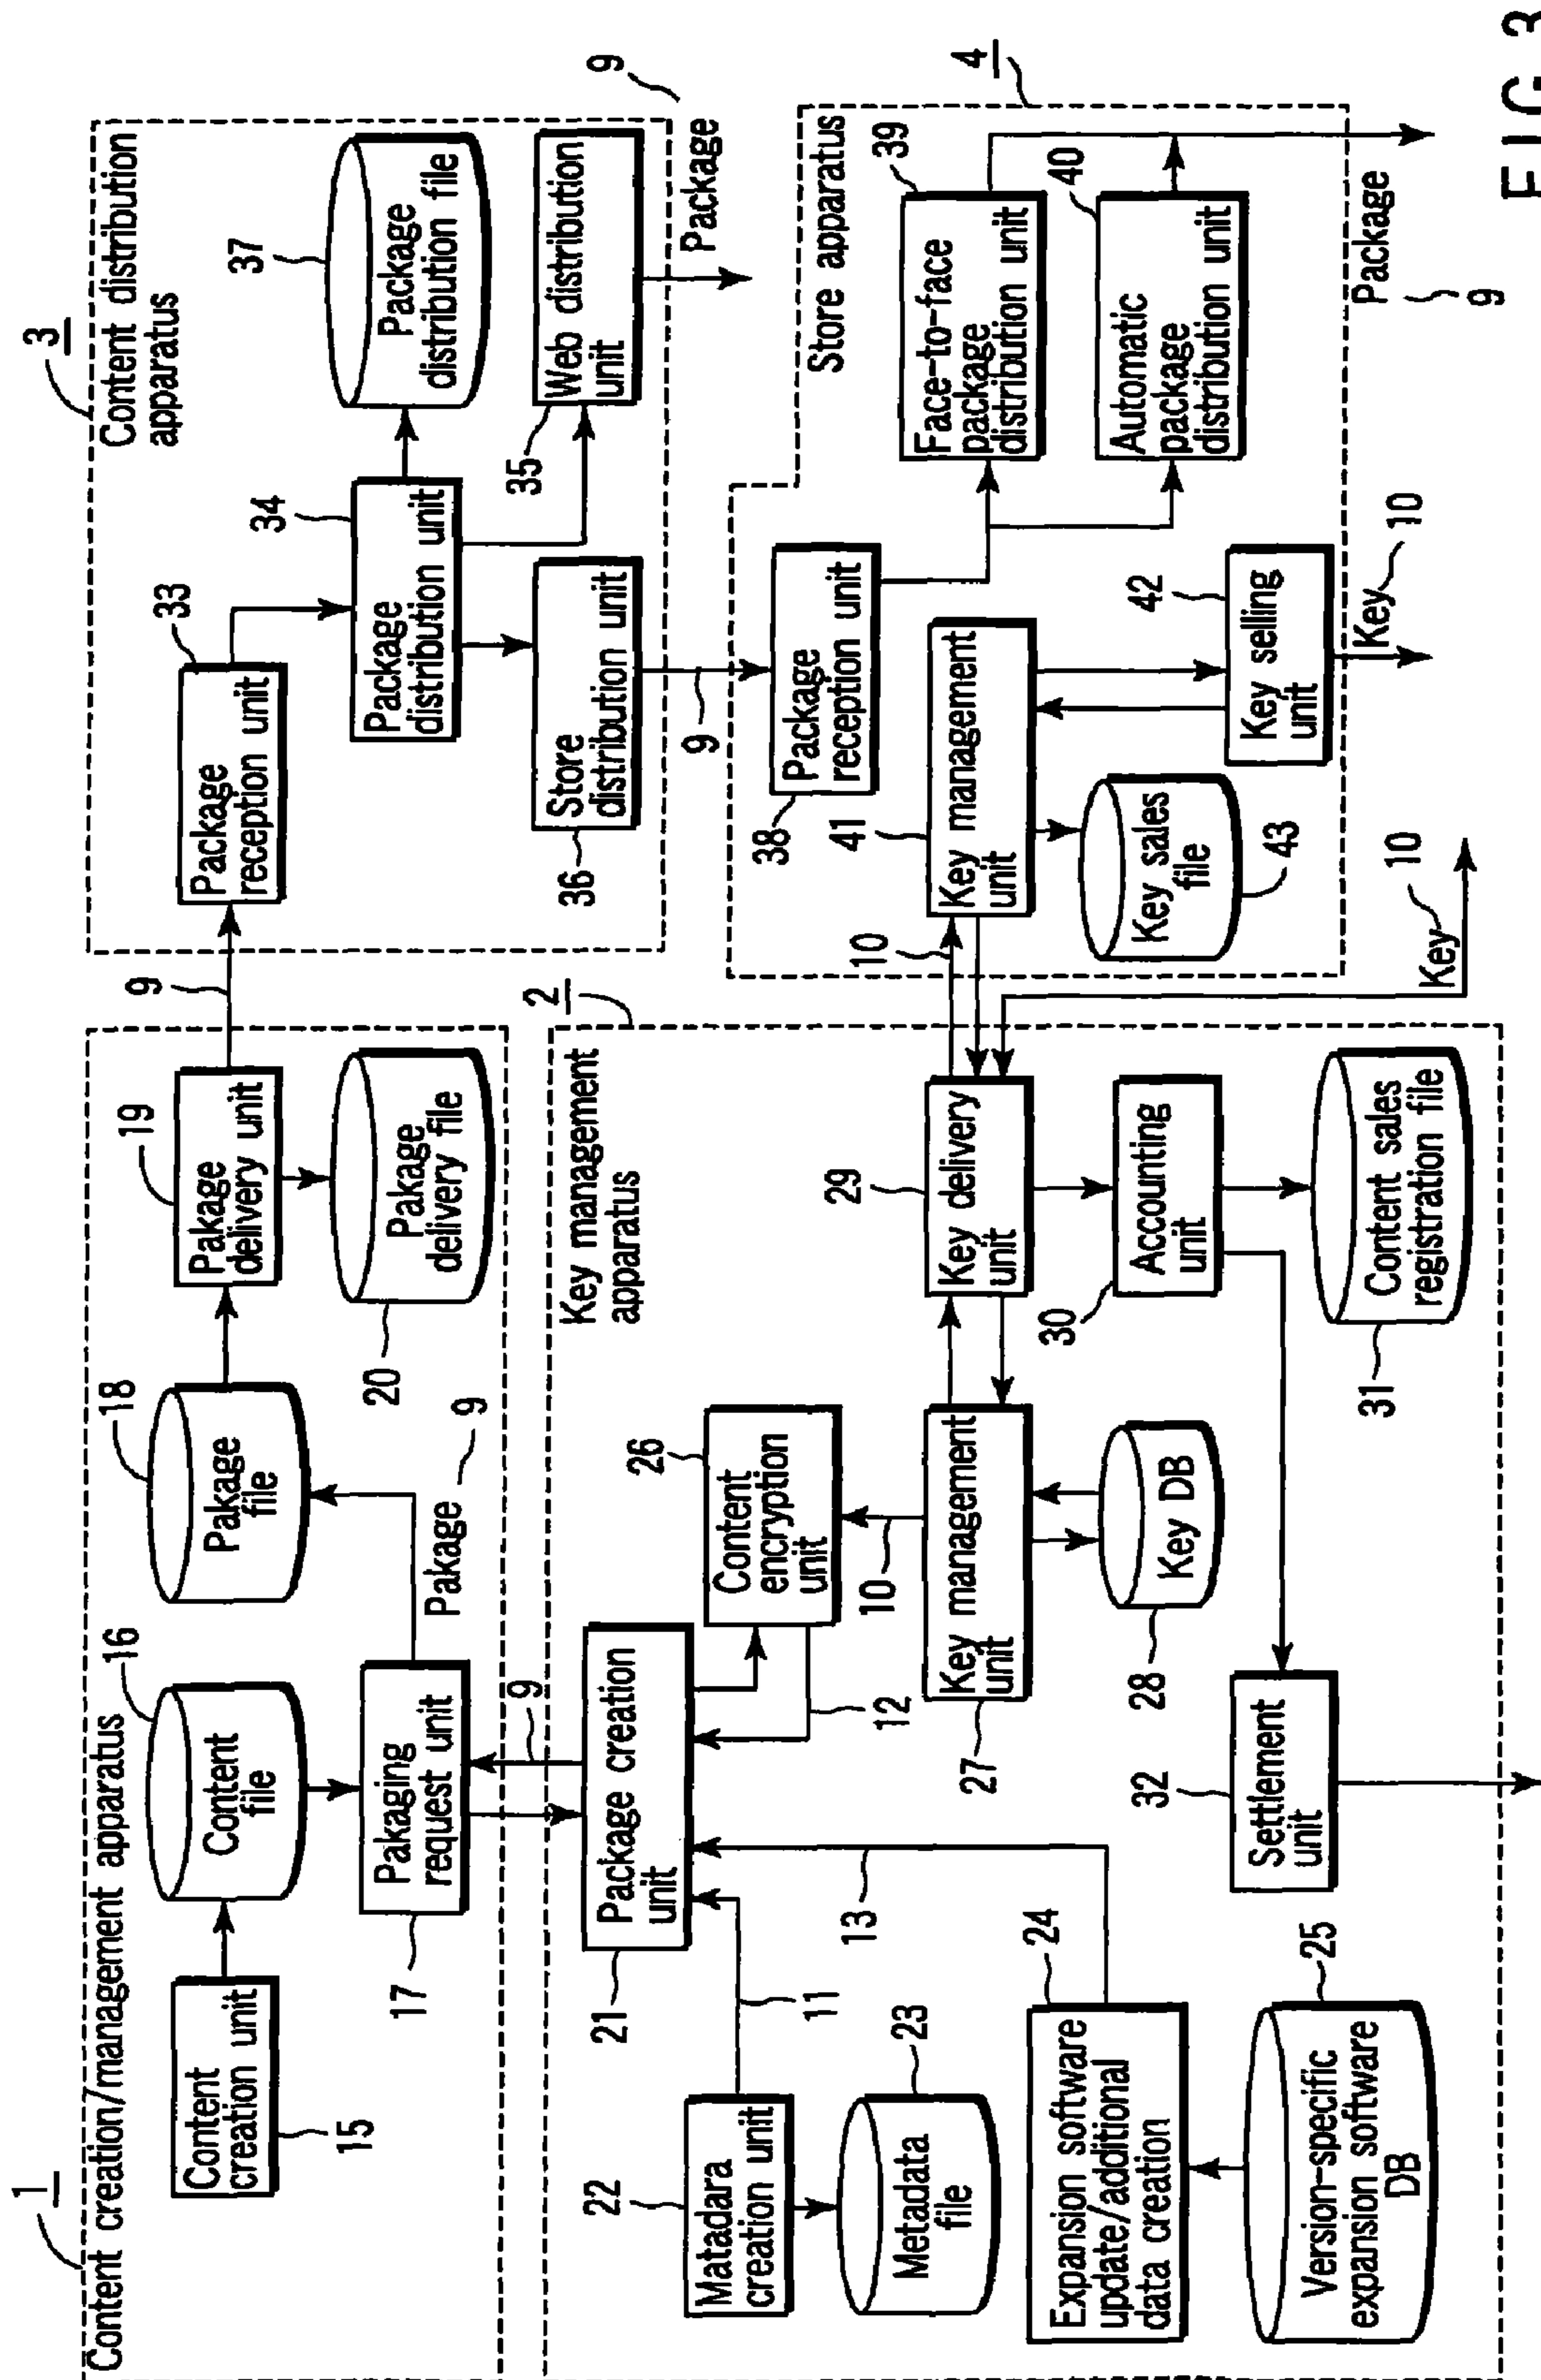 1
Content creation/management apparatus
Content
creation unit
15
Content
file
16
Pakaging
request unit
17
Pakage
file
18
Pakage 9
Pakage
delivery unit
19
Pakage
delivery file
20
9
9
3
Content distribution
apparatus
Package
reception unit
33
Package
distribution unit
34
Package
distribution file
37
Store
distribution unit
36
Web distribution
unit
35
Package
9
9
2
Key management
apparatus
Package creation
unit
21
Matadara
creation unit
22
11
Metadata
file
23
Expansion software
update/additional
data creation
24
13
Version-specific
expansion software
DB
25
Content
encryption
unit
26
12
10
Key management
unit
27
Key DB
28
Key delivery
unit
29
Accounting
unit
30
Content sales
registration file
31
Settlement
unit
32
4
Store apparatus
Package
reception unit
38
Face-to-face
package
distribution unit
39
Automatic
package
distribution unit
40
Key management
unit
41
10
Key selling
unit
42
Key sales
file
43
Package
9
Key 10
Key 10
FIG. 3